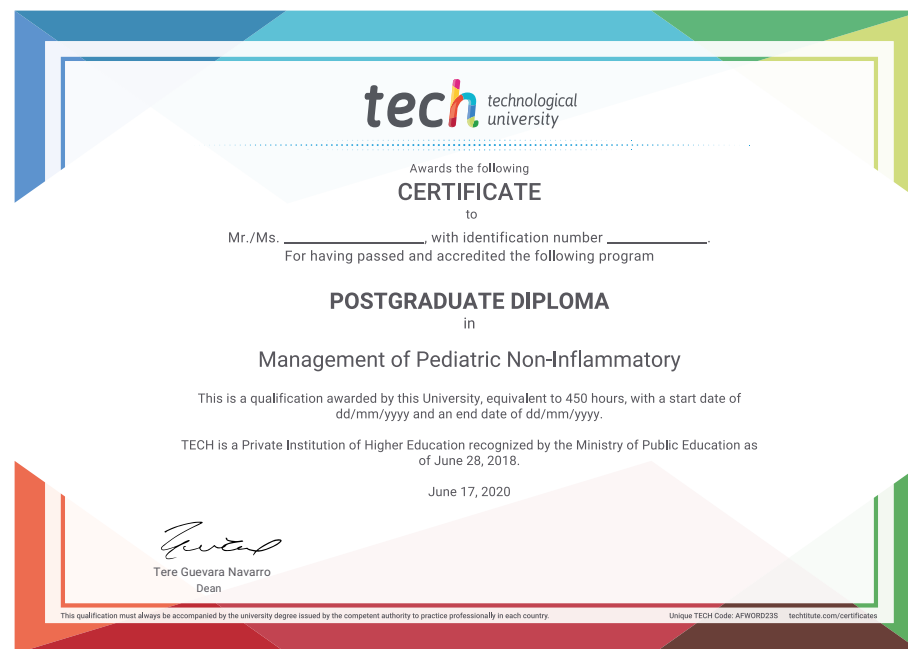 tech technological
university
Awards the following
CERTIFICATE
to
Mr./Ms. ____________________, with identification number ______________.
For having passed and accredited the following program
POSTGRADUATE DIPLOMA
in
Management of Pediatric Non-Inflammatory
This is a qualification awarded by this University, equivalent to 450 hours, with a start date of
dd/mm/yyyy and an end date of dd/mm/yyyy.
TECH is a Private Institution of Higher Education recognized by the Ministry of Public Education as
of June 28, 2018.
June 17, 2020
Tere Guevara Navarro
Dean
This qualification must always be accompanied by the university degree issued by the competent authority to practice professionally in each country.
Unique TECH Code: AFWORD23S techtitute.com/certificates